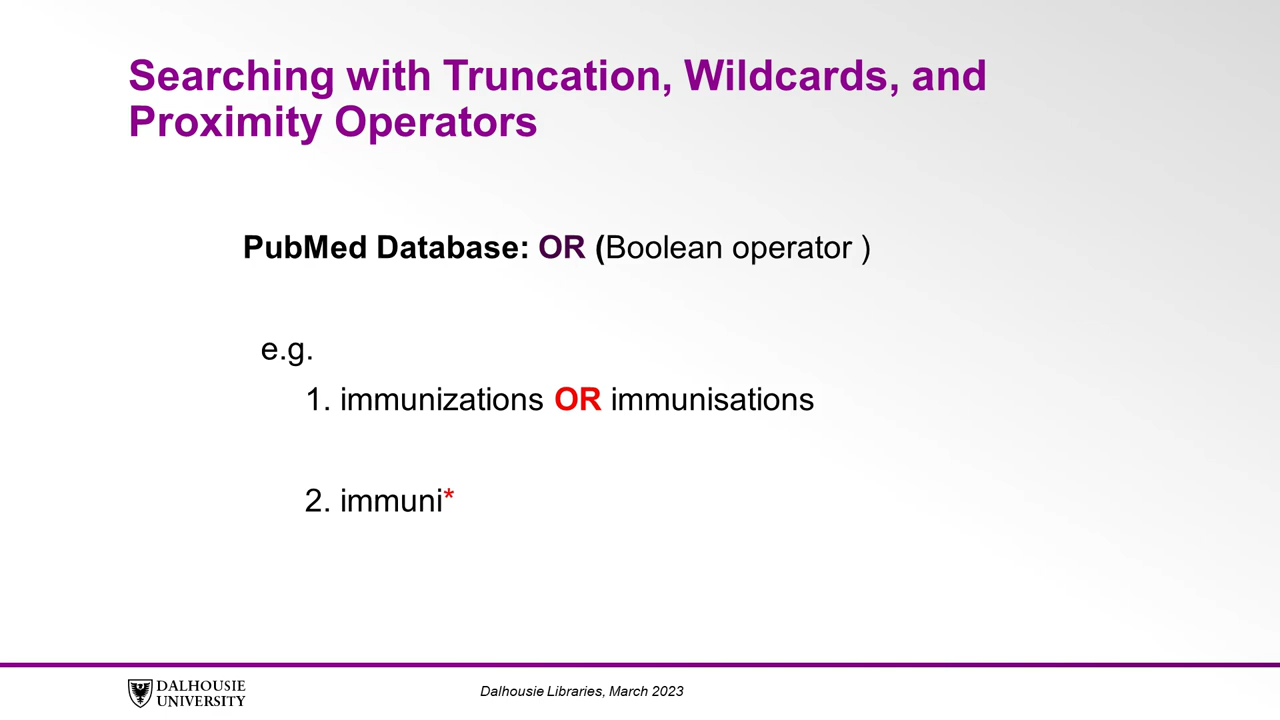 Searching with Truncation, Wildcards, and
Proximity Operators
PubMed Database: OR (Boolean operator )
e.g.
1. immunizations OR immunisations
2. immuni*
DALHOUSIE
UNIVERSITY
Dalhousie Libraries, March 2023